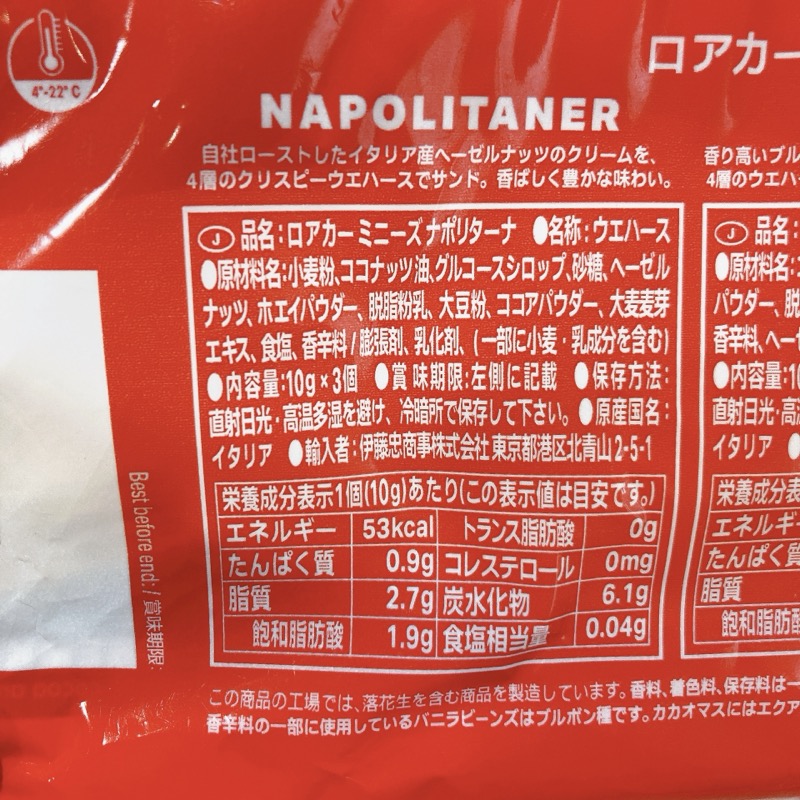 4°-22°C
ロアカー
NAPOLITANER
自社ローストしたイタリア産ヘーゼルナッツのクリームを、
4層のクリスピーウエハースでサンド。香ばしく豊かな味わい。
J 品名:ロアカー ミニーズナポリターナ ●名称:ウエハース
●原材料名:小麦粉、ココナッツ油、グルコースシロップ、砂糖、ヘーゼル
ナッツ、ホエイパウダー、脱脂粉乳、大豆粉、ココアパウダー、大麦麦芽
エキス、食塩、香辛料/膨張剤、乳化剤、(一部に小麦・乳成分を含む)
●内容量:10g×3個 ●賞味期限:左側に記載 ●保存方法:
直射日光・高温多湿を避け、冷暗所で保存して下さい。●原産国名:
イタリア ●輸入者:伊藤忠商事株式会社 東京都港区北青山2-5-1
栄養成分表示1個(10g)あたり(この表示値は目安です。)
エネルギー 53kcal トランス脂肪酸 0g
たんぱく質 0.9g コレステロール 0mg
脂質 2.7g 炭水化物 6.1g
飽和脂肪酸 1.9g 食塩相当量 0.04g
この商品の工場では、落花生を含む商品を製造しています。香料、着色料、保存料は一
香辛料の一部に使用しているバニラビーンズはブルボン種です。カカオマスにはエクア
Best before end: / 賞味期限:
香り高いブル
4層のウエハ
J 品名:
●原材料名:
パウダー、脱
香辛料、ヘー
●内容量:10
直射日光・高
イタリア
栄養成分表
エネルギー
たんぱく質
脂質
飽和脂肪酸